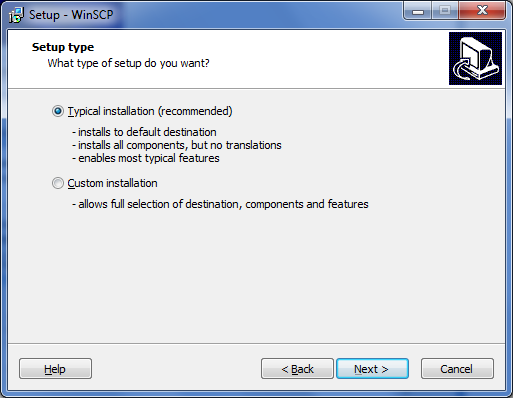 Setup - WinSCP
Setup type
What type of setup do you want?
Typical installation (recommended)
- installs to default destination
- installs all components, but no translations
- enables most typical features
Custom installation
- allows full selection of destination, components and features
Help
< Back
Next >
Cancel